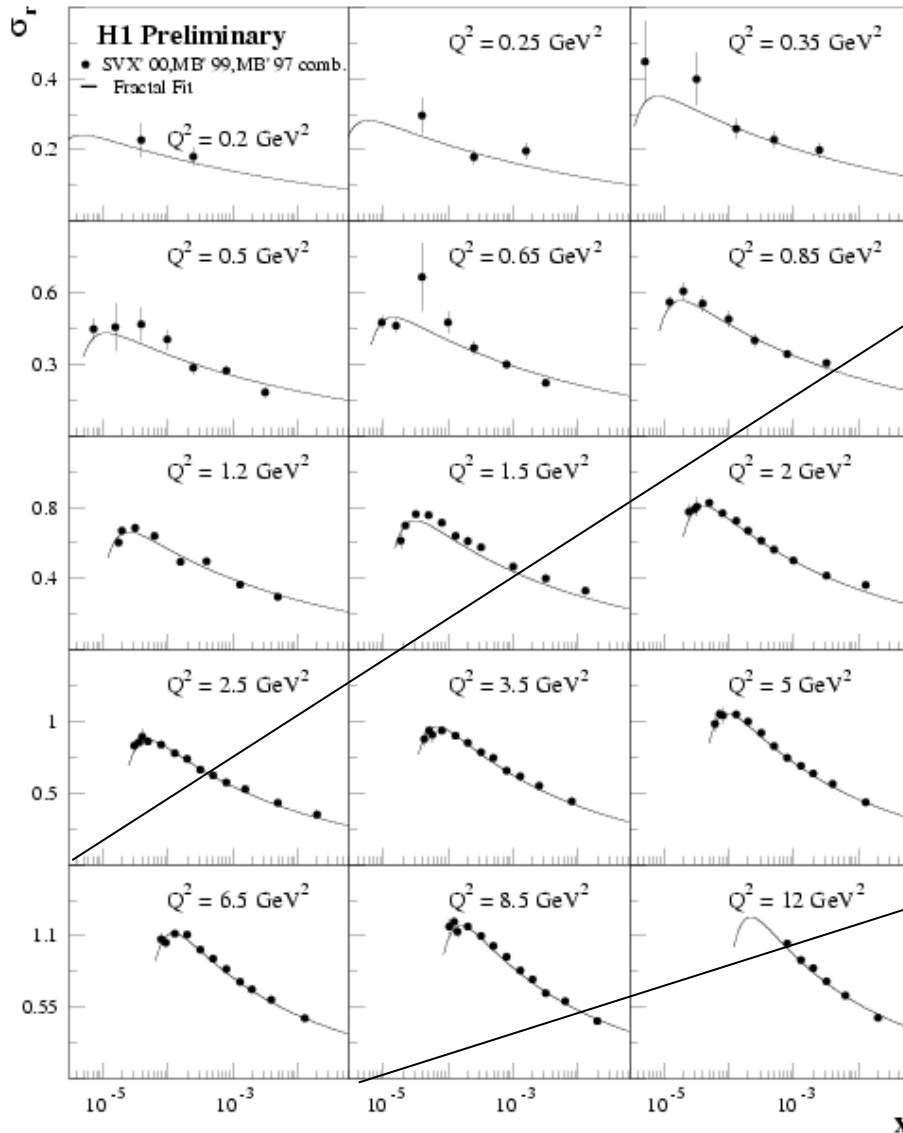 σr
H1 Preliminary
SVX' 00,MB' 99,MB' 97 comb.
Fractal Fit
Q² = 0.2 GeV²
Q² = 0.25 GeV²
Q² = 0.35 GeV²
0.4
0.2
Q² = 0.5 GeV²
Q² = 0.65 GeV²
Q² = 0.85 GeV²
0.6
0.3
Q² = 1.2 GeV²
Q² = 1.5 GeV²
Q² = 2 GeV²
0.8
0.4
Q² = 2.5 GeV²
Q² = 3.5 GeV²
Q² = 5 GeV²
1
0.5
Q² = 6.5 GeV²
Q² = 8.5 GeV²
Q² = 12 GeV²
1.1
0.55
10⁻⁵ 10⁻³ 10⁻⁵ 10⁻³ 10⁻⁵ 10⁻³
x